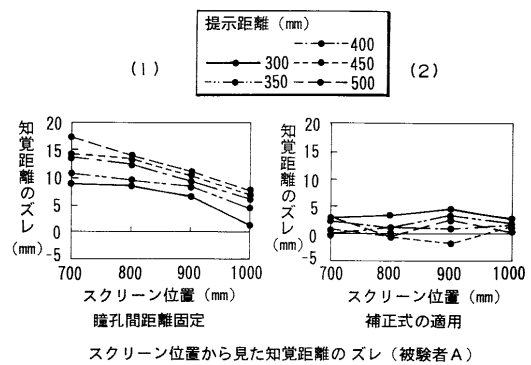 提示距離 (mm)
400
300 450
350 500
(1) (2)
知覚距離のズレ
(mm)
20
15
10
5
0
-5
700 800 900 1000
スクリーン位置 (mm)
瞳孔間距離固定
知覚距離のズレ
(mm)
20
15
10
5
0
-5
700 800 900 1000
スクリーン位置 (mm)
補正式の適用
スクリーン位置から見た知覚距離のズレ (被験者A)